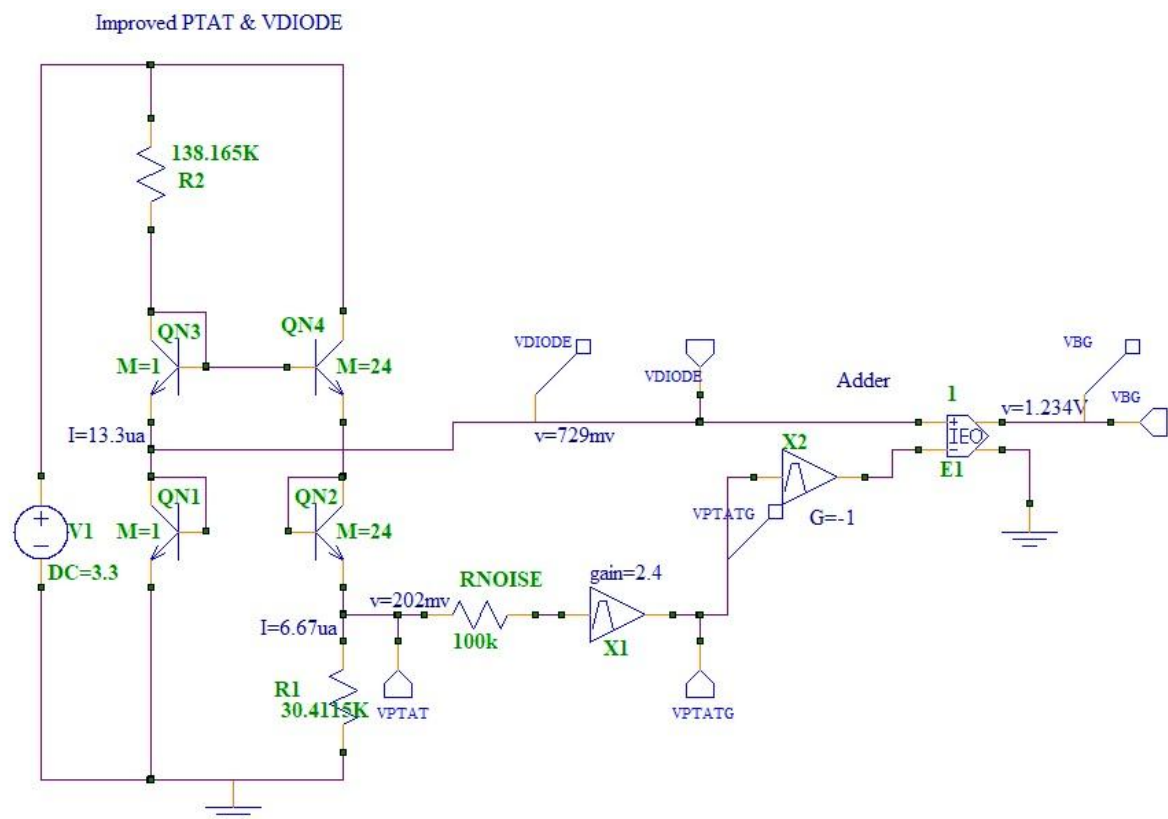 Improved PTAT & VDIODE
138.165K
R2
QN3
QN4
M=1
M=24
VDIODE
VDIODE
VBG
Adder
1
v=1.234V
VBG
I=13.3ua
v=729mv
X2
+
IEO
−
E1
QN1
QN2
M=1
M=24
VPTATG
G=-1
+
−
V1
DC=3.3
RNOISE
gain=2.4
v=202mv
I=6.67ua
100k
X1
R1
30.4115K
VPTAT
VPTATG